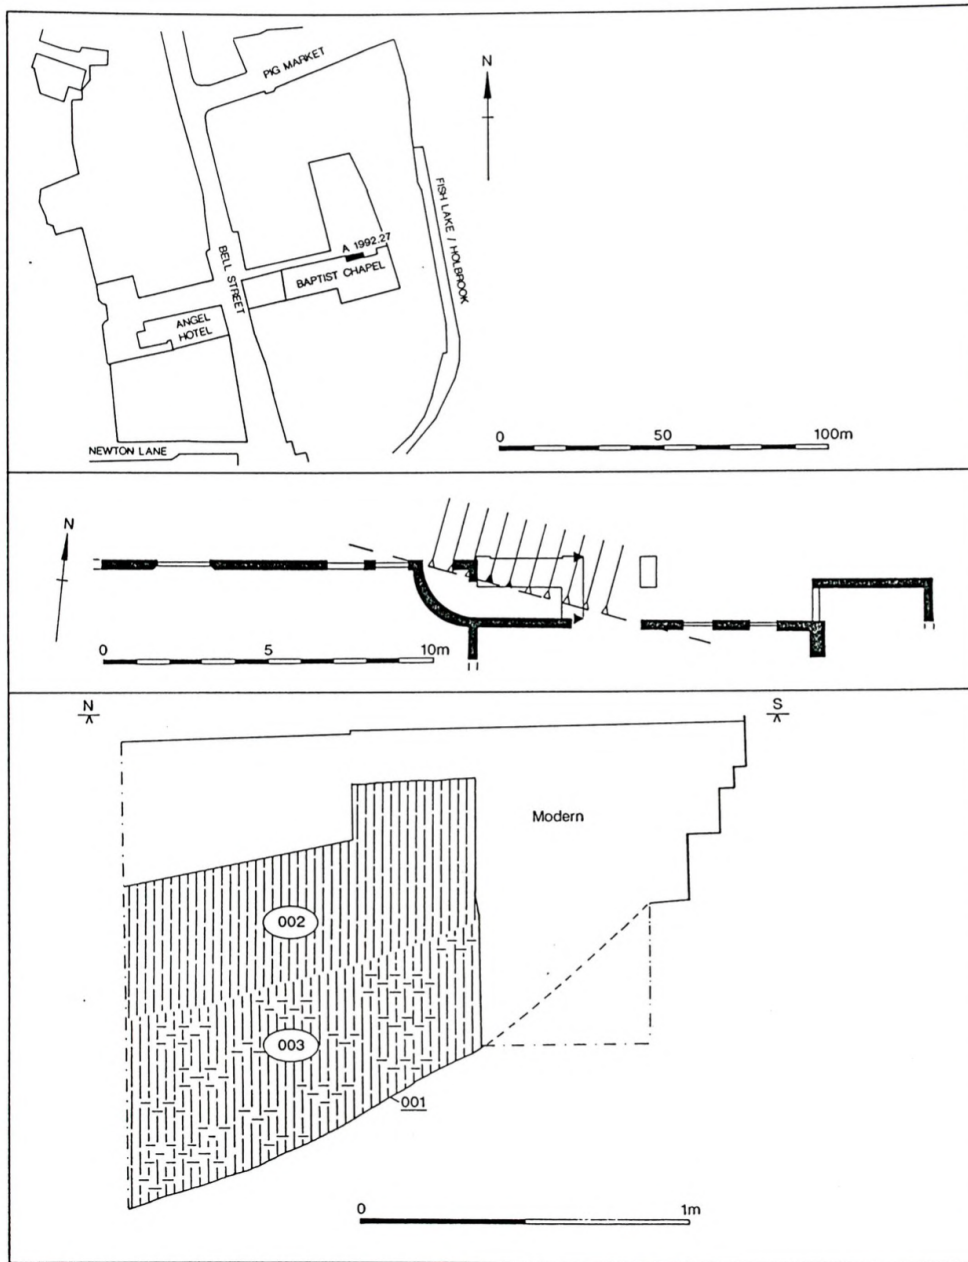 PIG MARKET
N
FISH LAKE / HOLBROOK
A 1992.27
BELL STREET
BAPTIST CHAPEL
ANGEL
HOTEL
NEWTON LANE
0 50 100m
N
0 5 10m
N S
Modern
002
003
001
0 1m